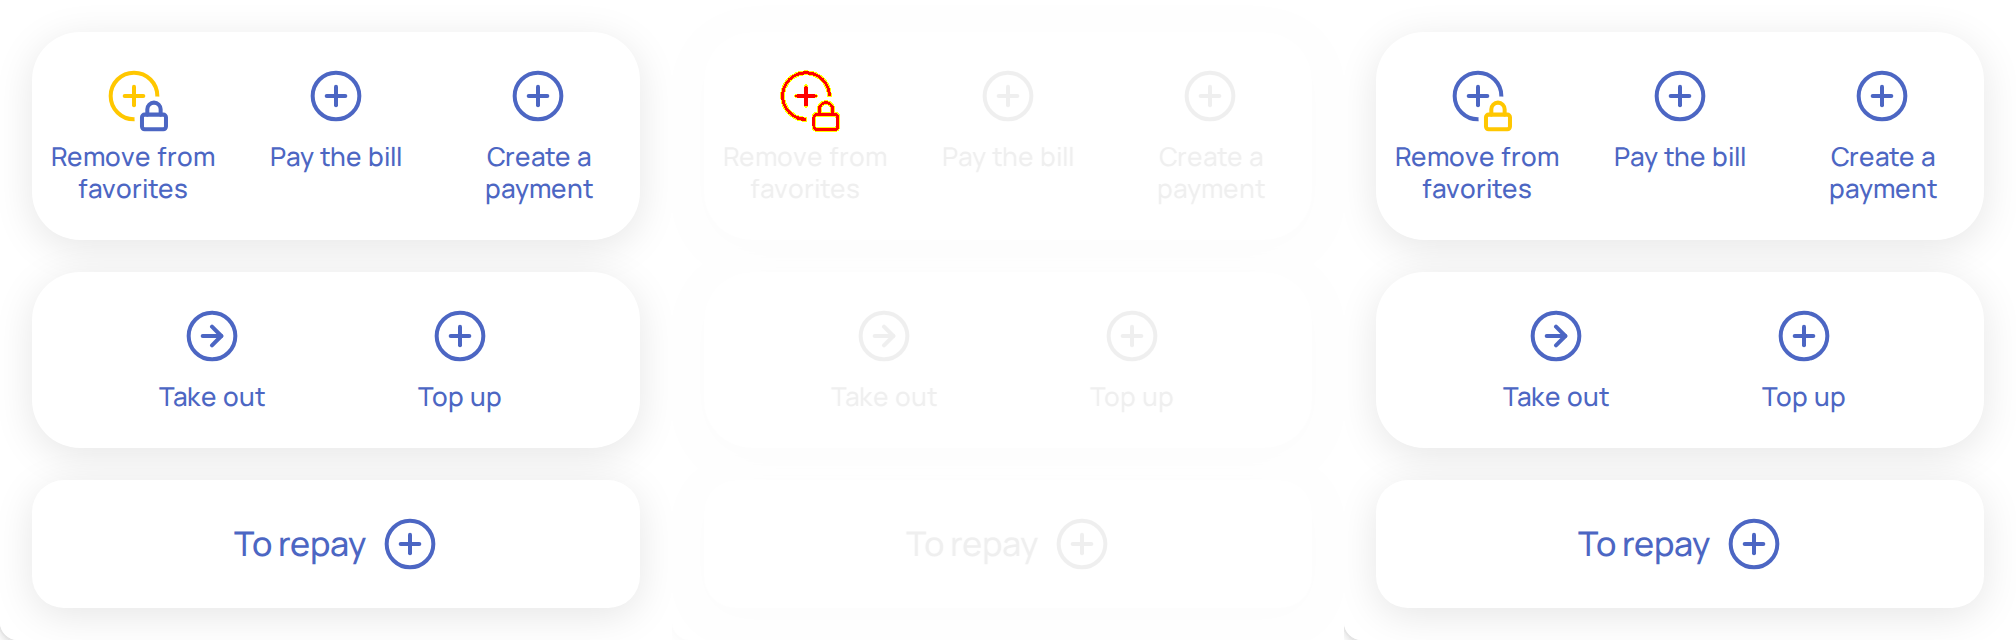 Remove from
favorites
Pay the bill
Create a
payment
Take out
Top up
To repay
Remove from
favorites
Pay the bill
Create a
payment
Take out
Top up
To repay
Remove from
favorites
Pay the bill
Create a
payment
Take out
Top up
To repay